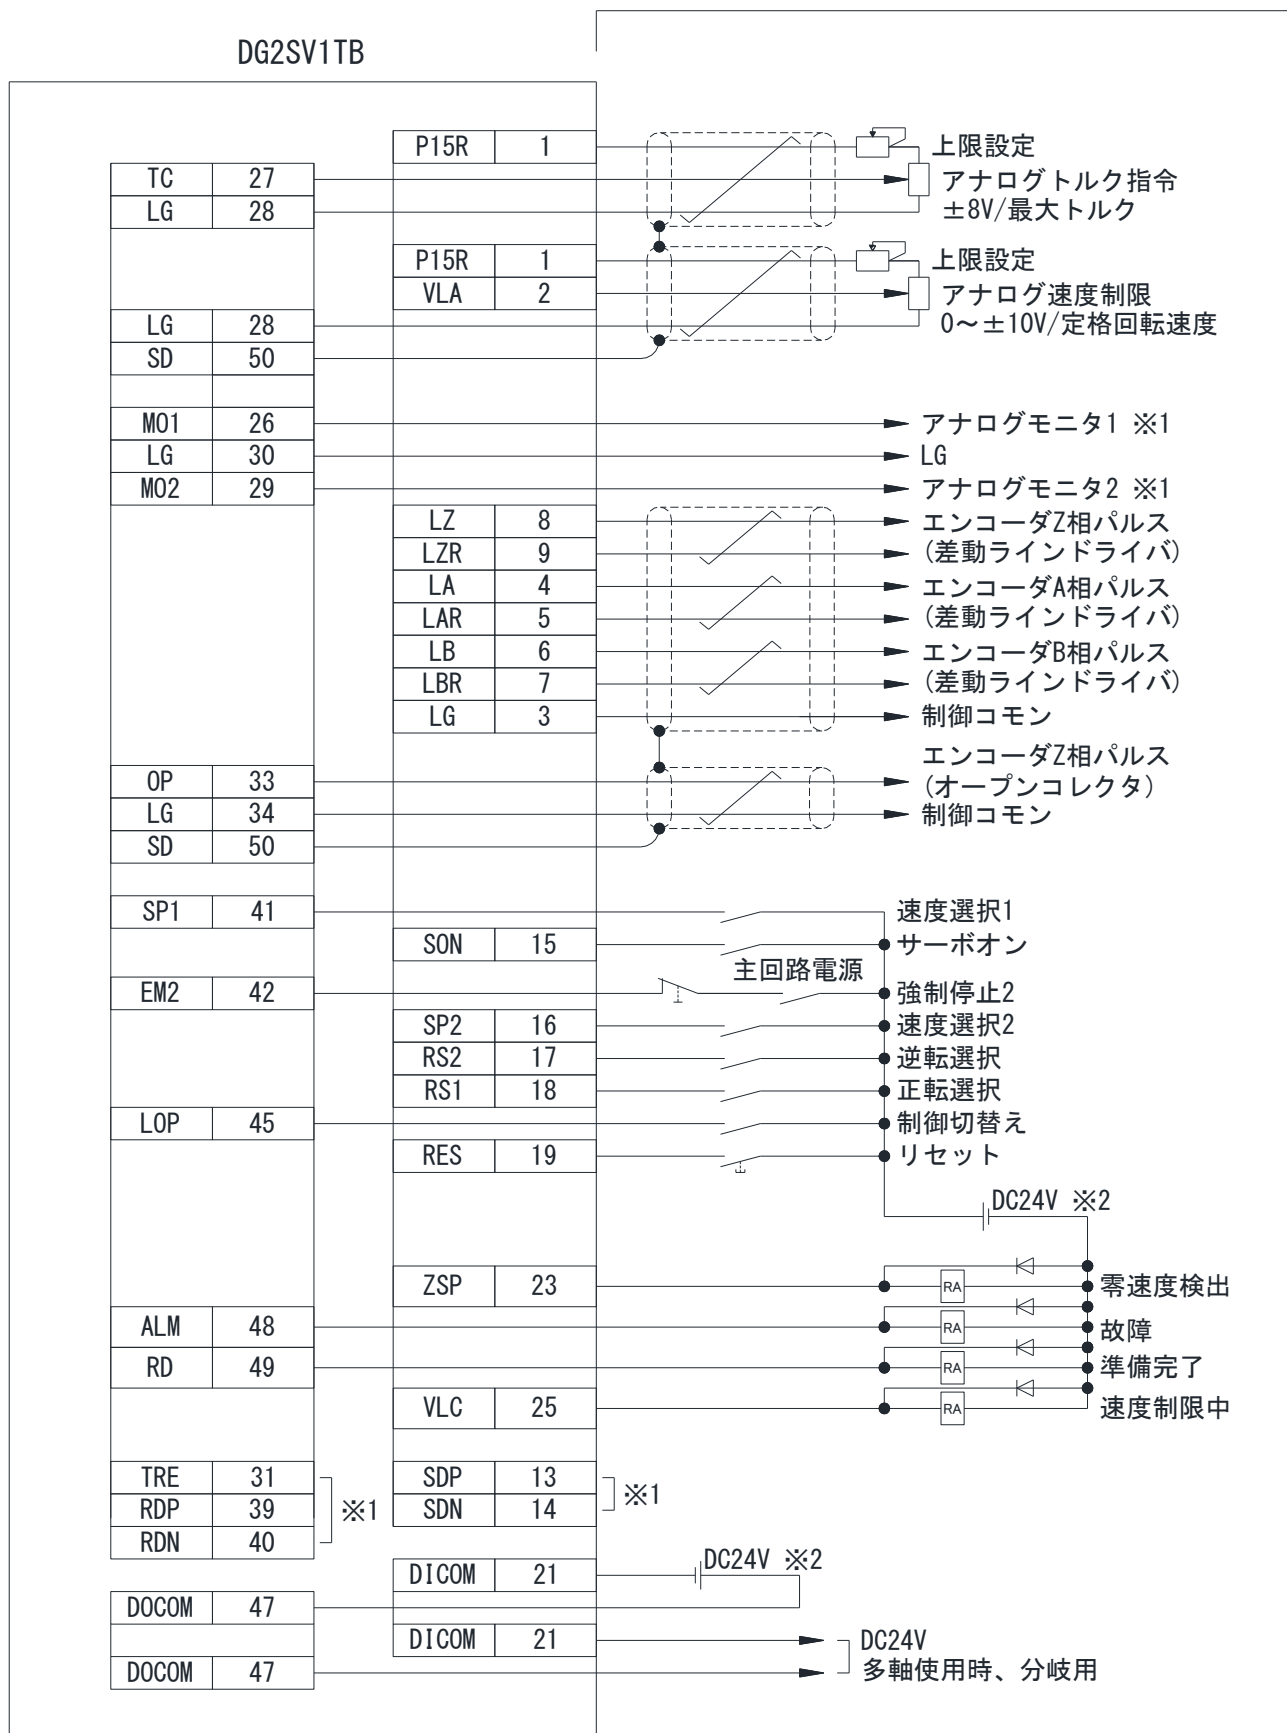 DG2SV1TB
P15R 1 上限設定
TC 27 アナログトルク指令
LG 28 ±8V/最大トルク
P15R 1 上限設定
VLA 2 アナログ速度制限
LG 28 0～±10V/定格回転速度
SD 50
MO1 26 アナログモニタ1 ※1
LG 30 LG
MO2 29 アナログモニタ2 ※1
LZ 8 エンコーダZ相パルス
LZR 9 (差動ラインドライバ)
LA 4 エンコーダA相パルス
LAR 5 (差動ラインドライバ)
LB 6 エンコーダB相パルス
LBR 7 (差動ラインドライバ)
LG 3 制御コモン
エンコーダZ相パルス
OP 33 (オープンコレクタ)
LG 34 制御コモン
SD 50
SP1 41 速度選択1
SON 15 サーボオン
主回路電源
EM2 42 強制停止2
SP2 16 速度選択2
RS2 17 逆転選択
RS1 18 正転選択
LOP 45 制御切替え
RES 19 リセット
DC24V ※2
ZSP 23 RA 零速度検出
ALM 48 RA 故障
RD 49 RA 準備完了
VLC 25 RA 速度制限中
TRE 31 SDP 13
RDP 39 ※1 SDN 14 ※1
RDN 40
DICOM 21 DC24V ※2
DOCOM 47
DICOM 21 DC24V
DOCOM 47 多軸使用時、分岐用